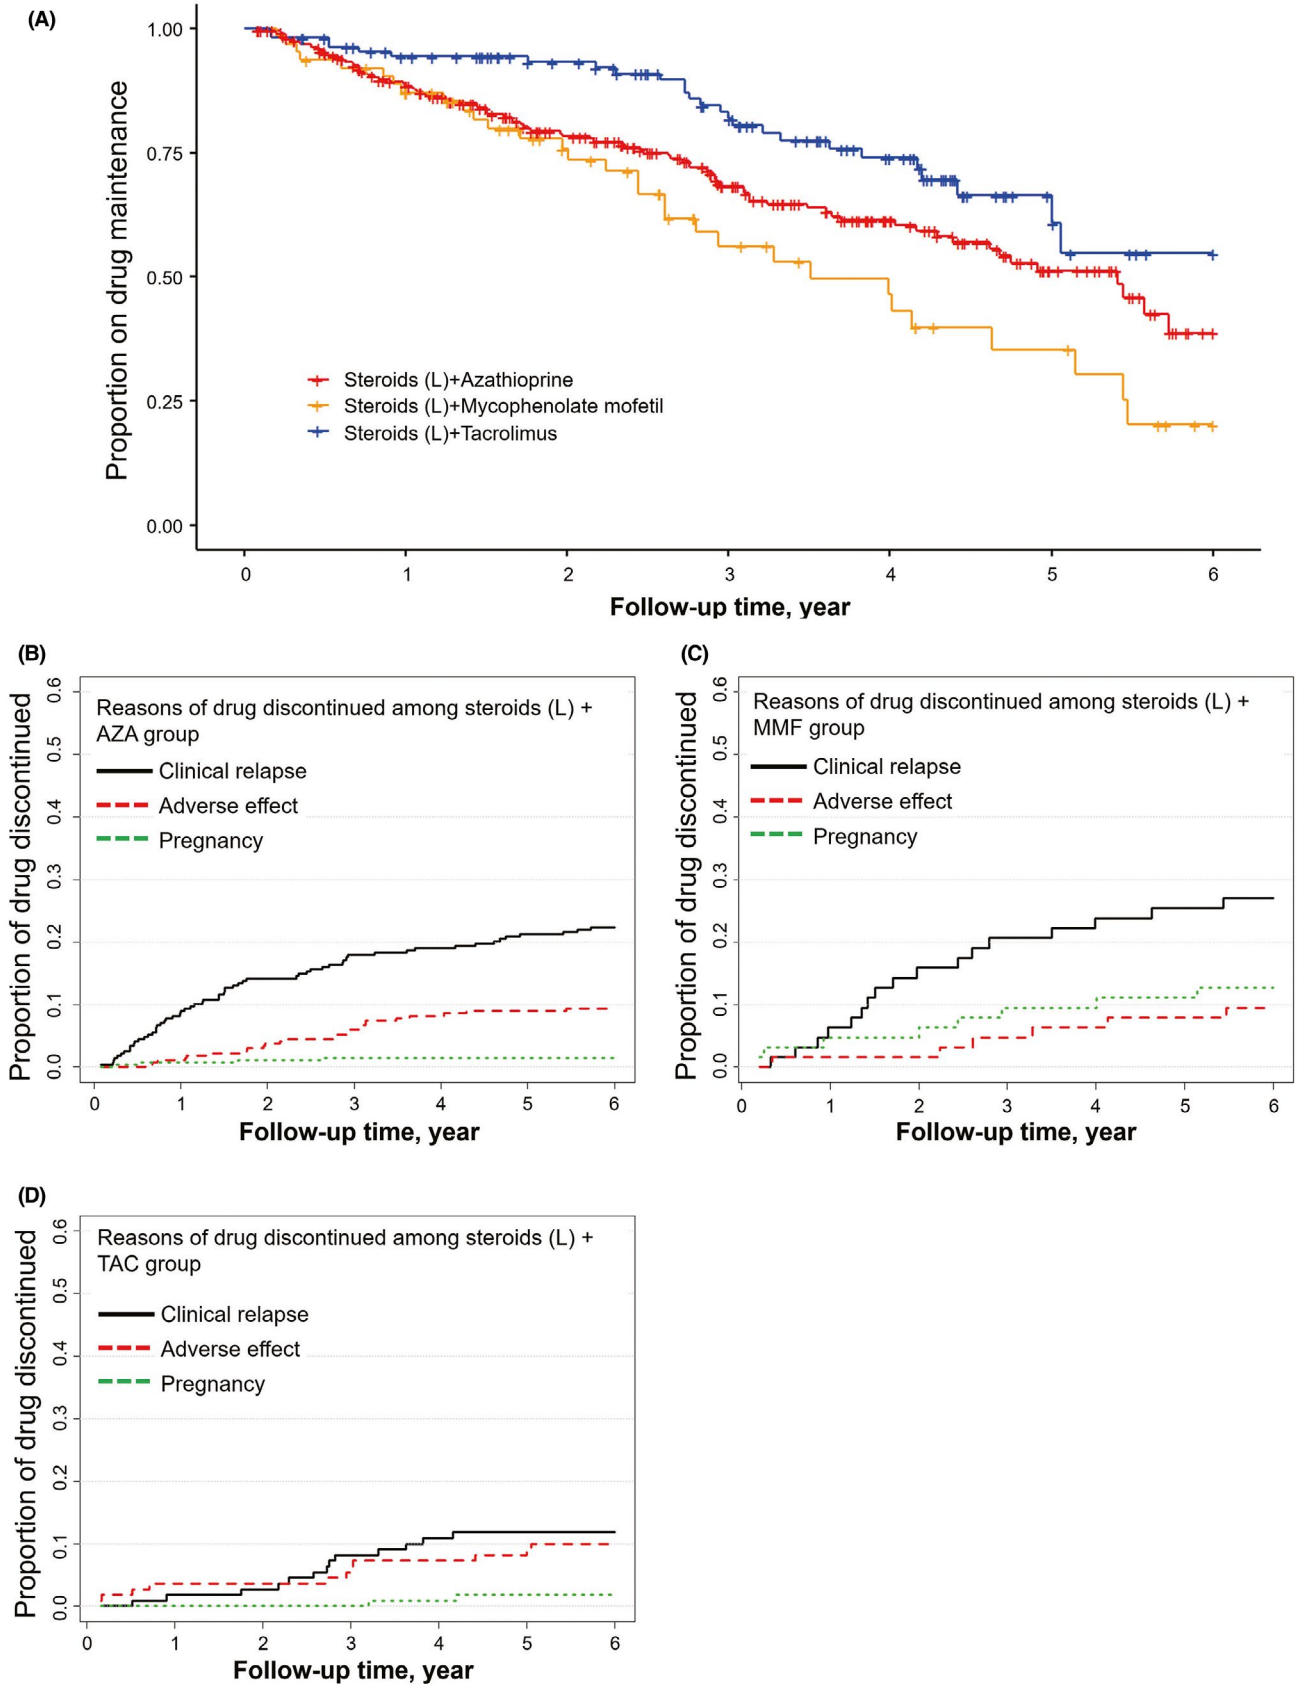 (A)
Proportion on drug maintenance
1.00
0.75
0.50
0.25
0.00
Steroids (L)+Azathioprine
Steroids (L)+Mycophenolate mofetil
Steroids (L)+Tacrolimus
0 1 2 3 4 5 6
Follow-up time, year
(B)
Proportion of drug discontinued
0.6
0.5
0.4
0.3
0.2
0.1
0.0
Reasons of drug discontinued among steroids (L) +
AZA group
Clinical relapse
Adverse effect
Pregnancy
0 1 2 3 4 5 6
Follow-up time, year
(C)
Proportion of drug discontinued
0.6
0.5
0.4
0.3
0.2
0.1
0.0
Reasons of drug discontinued among steroids (L) +
MMF group
Clinical relapse
Adverse effect
Pregnancy
0 1 2 3 4 5 6
Follow-up time, year
(D)
Proportion of drug discontinued
0.6
0.5
0.4
0.3
0.2
0.1
0.0
Reasons of drug discontinued among steroids (L) +
TAC group
Clinical relapse
Adverse effect
Pregnancy
0 1 2 3 4 5 6
Follow-up time, year